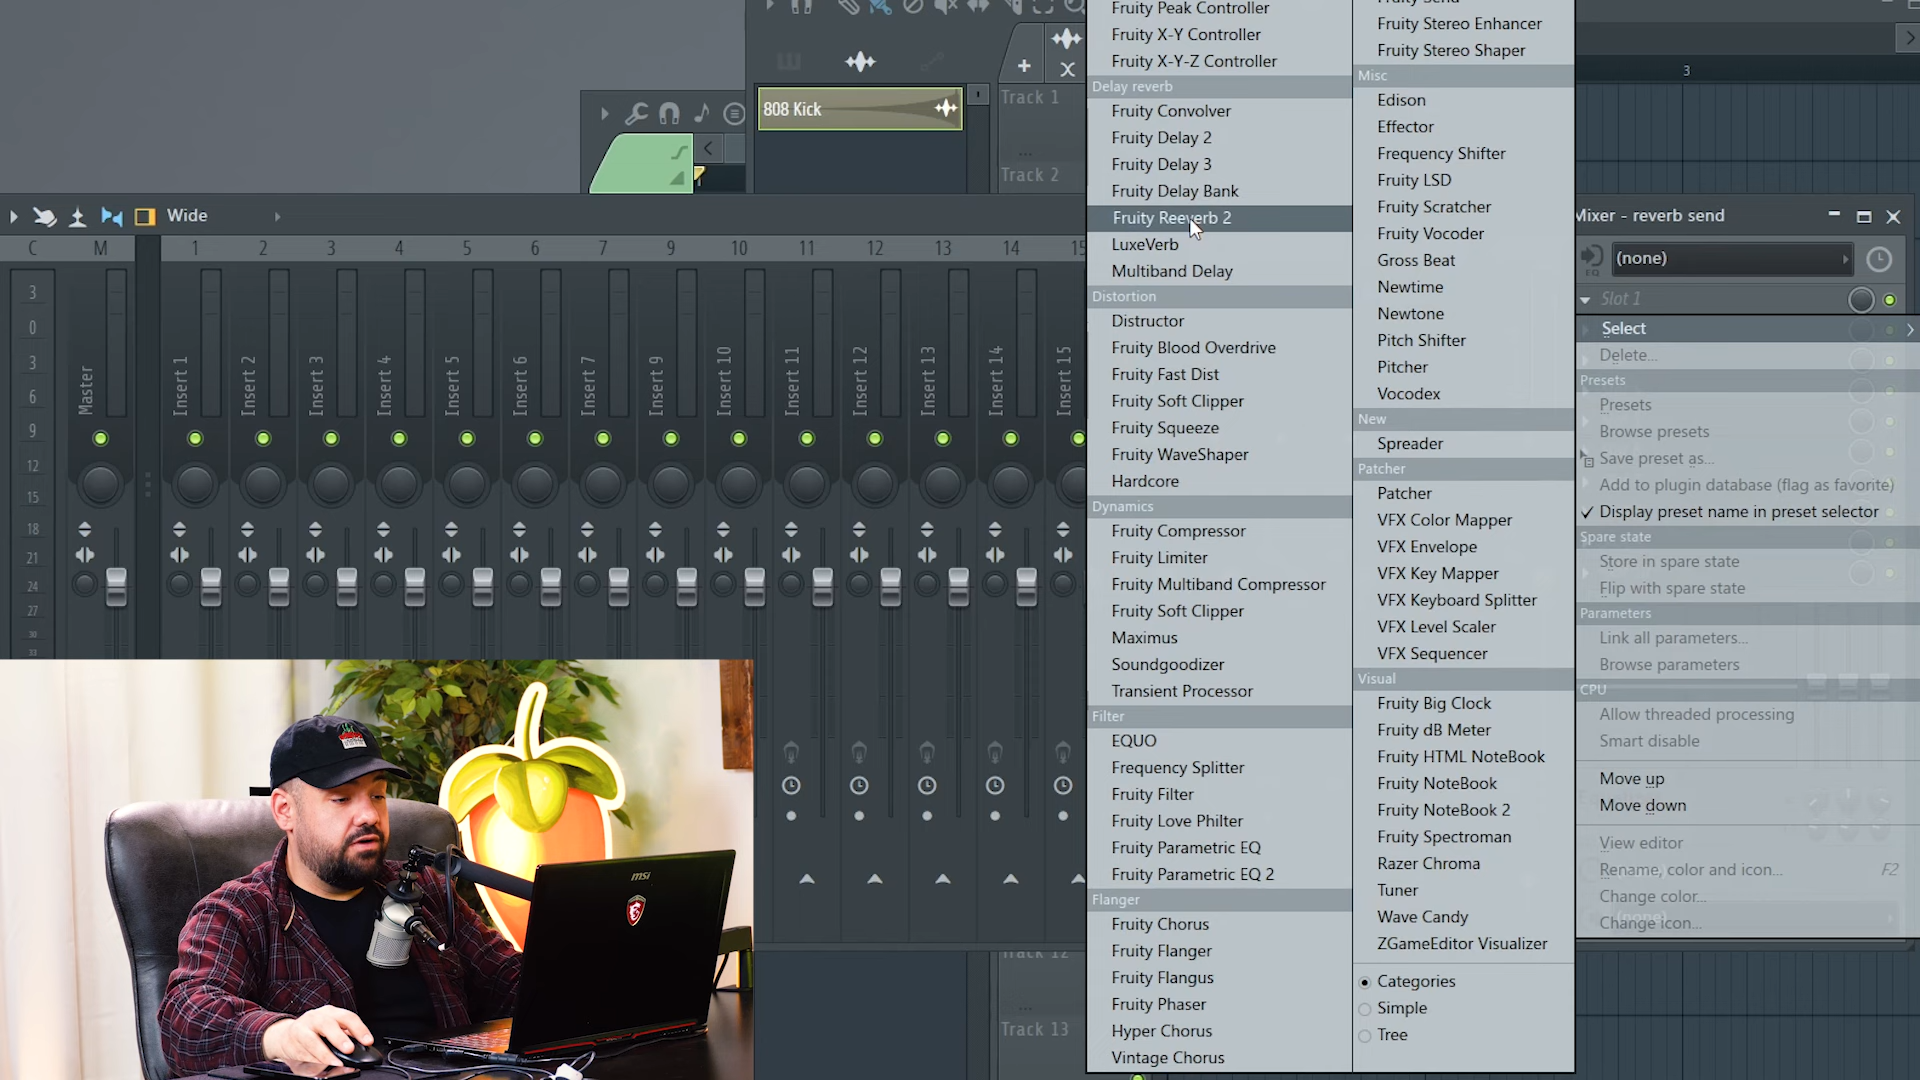 808 Kick
Track 1
Track 2
Wide
C
M
1
2
3
4
5
6
7
9
10
11
12
13
14
15
3
0
3
6
9
12
15
18
21
24
27
30
33
Master
Insert 1
Insert 2
Insert 3
Insert 4
Insert 5
Insert 6
Insert 7
Insert 9
Insert 10
Insert 11
Insert 12
Insert 13
Insert 14
Insert 15
Track 12
Track 13
msi
Fruity Peak Controller
Fruity X-Y Controller
Fruity X-Y-Z Controller
Delay reverb
Fruity Convolver
Fruity Delay 2
Fruity Delay 3
Fruity Delay Bank
Fruity Reeverb 2
LuxeVerb
Multiband Delay
Distortion
Distructor
Fruity Blood Overdrive
Fruity Fast Dist
Fruity Soft Clipper
Fruity Squeeze
Fruity WaveShaper
Hardcore
Dynamics
Fruity Compressor
Fruity Limiter
Fruity Multiband Compressor
Fruity Soft Clipper
Maximus
Soundgoodizer
Transient Processor
Filter
EQUO
Frequency Splitter
Fruity Filter
Fruity Love Philter
Fruity Parametric EQ
Fruity Parametric EQ 2
Flanger
Fruity Chorus
Fruity Flanger
Fruity Flangus
Fruity Phaser
Hyper Chorus
Vintage Chorus
Fruity Send
Fruity Stereo Enhancer
Fruity Stereo Shaper
Misc
Edison
Effector
Frequency Shifter
Fruity LSD
Fruity Scratcher
Fruity Vocoder
Gross Beat
Newtime
Newtone
Pitch Shifter
Pitcher
Vocodex
New
Spreader
Patcher
Patcher
VFX Color Mapper
VFX Envelope
VFX Key Mapper
VFX Keyboard Splitter
VFX Level Scaler
VFX Sequencer
Visual
Fruity Big Clock
Fruity dB Meter
Fruity HTML NoteBook
Fruity NoteBook
Fruity NoteBook 2
Fruity Spectroman
Razer Chroma
Tuner
Wave Candy
ZGameEditor Visualizer
Categories
Simple
Tree
3
Mixer - reverb send
EQ
(none)
Slot 1
Select
Delete...
Presets
Presets
Browse presets
Save preset as...
Add to plugin database (flag as favorite)
Display preset name in preset selector
Spare state
Store in spare state
Flip with spare state
Parameters
Link all parameters...
Browse parameters
CPU
Allow threaded processing
Smart disable
Move up
Move down
View editor
Rename, color and icon... F2
Change color...
Change icon...
(none)